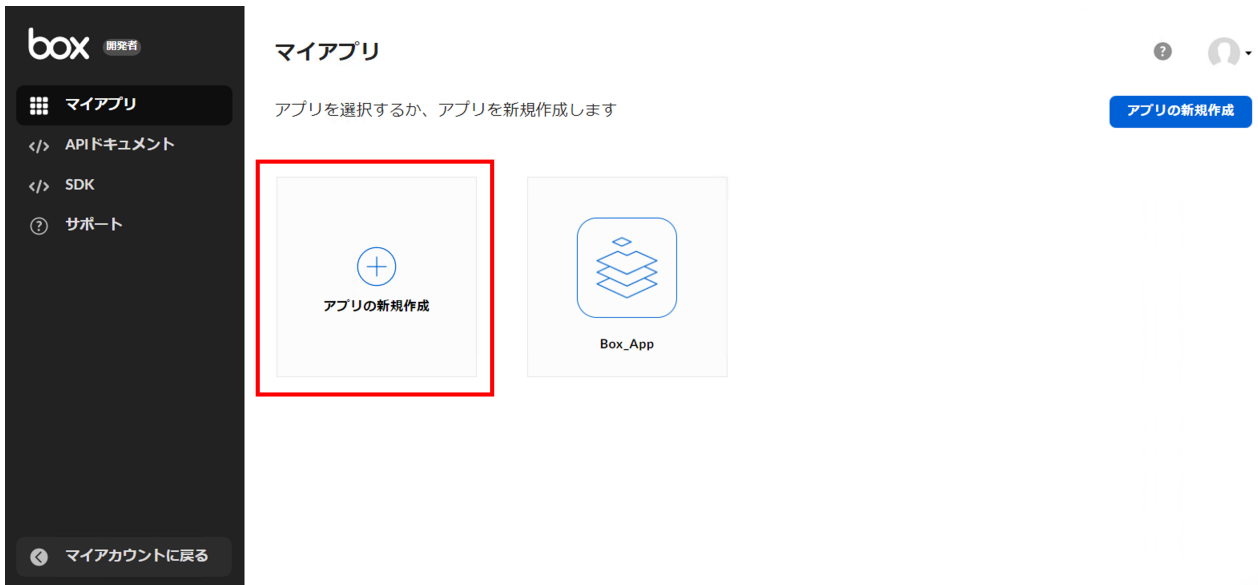 box 開発者
マイアプリ
APIドキュメント
SDK
サポート
マイアカウントに戻る
マイアプリ
アプリを選択するか、アプリを新規作成します
アプリの新規作成
アプリの新規作成
Box_App